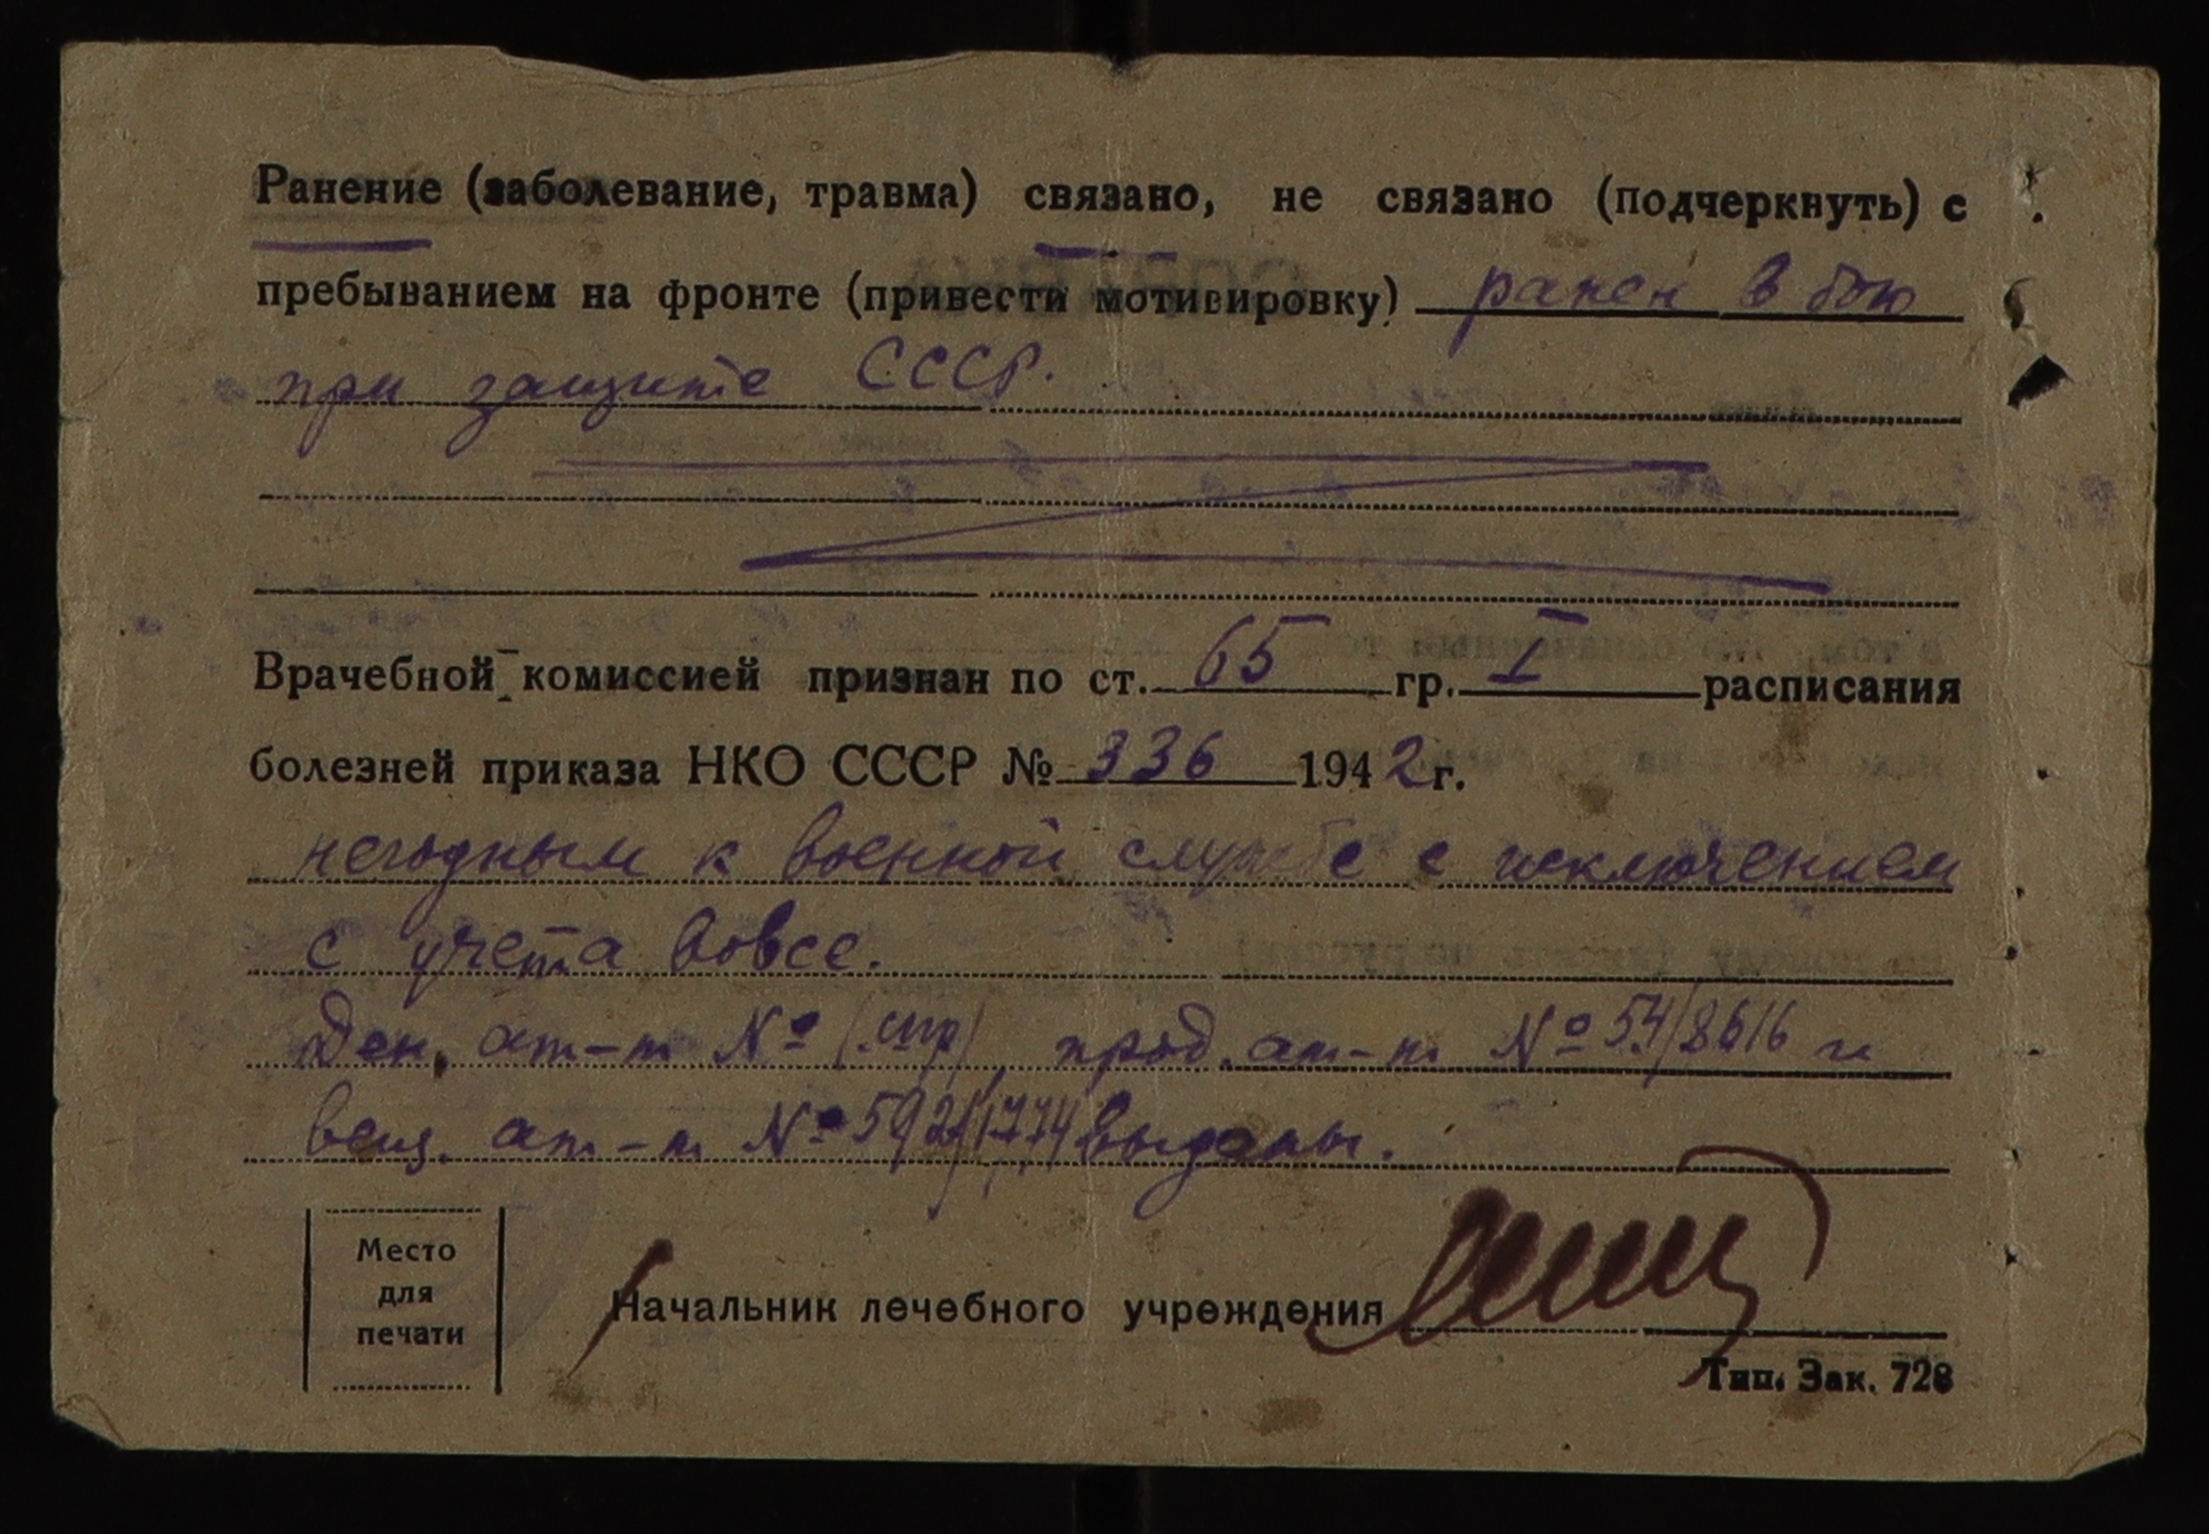 Ранение (заболевание, травма) связано, не связано (подчеркнуть) с
пребыванием на фронте (привести мотивировку) ранен в бою
при защите СССР.
Врачебной комиссией признан по ст. 65 гр. I расписания
болезней приказа НКО СССР № 336 1942 г.
негодным к военной службе с исключением
с учета вовсе.
Ден. ат-т № прод. ат-т № 54/8616 и
вещ. ат-т № выданы.
Место
для
печати
Начальник лечебного учреждения
Тип. Зак. 728